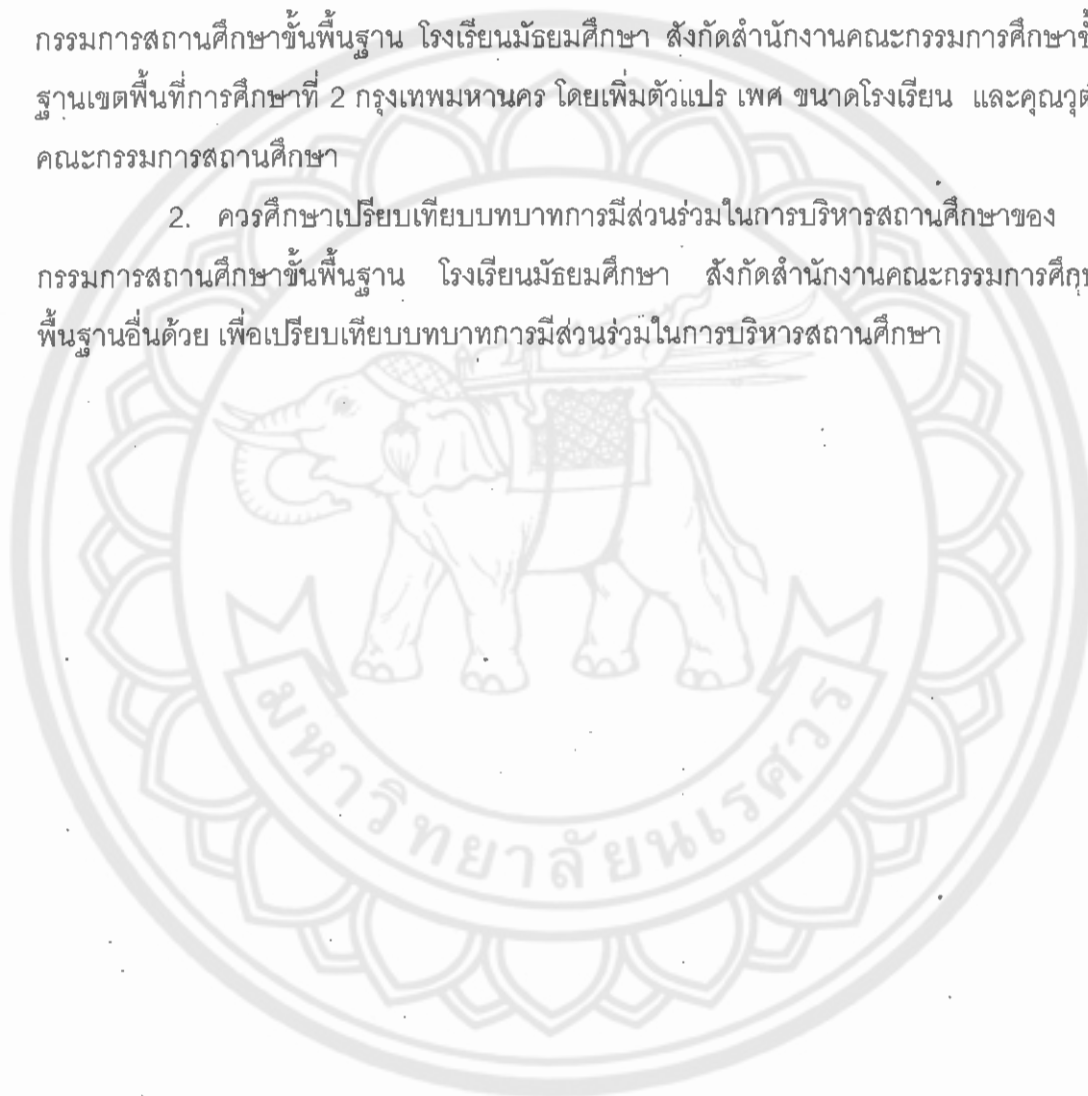 กรรมการสถานศึกษาขั้นพื้นฐาน โรงเรียนมัธยมศึกษา สังกัดสำนักงานคณะกรรมการศึกษา
ฐานเขตพื้นที่การศึกษาที่ 2 กรุงเทพมหานคร โดยเพิ่มตัวแปร เพศ ขนาดโรงเรียน และ
คณะกรรมการสถานศึกษา
2. ควรศึกษาเปรียบเทียบบทบาทการมีส่วนร่วมในการบริหารสถานศึกษาของ
กรรมการสถานศึกษาขั้นพื้นฐาน โรงเรียนมัธยมศึกษา สังกัดสำนักงานคณะกรรมการ
พื้นฐานอื่นด้วย เพื่อเปรียบเทียบบทบาทการมีส่วนร่วมในการบริหารสถานศึกษา
มหาวิทยาลัยนเรศวร